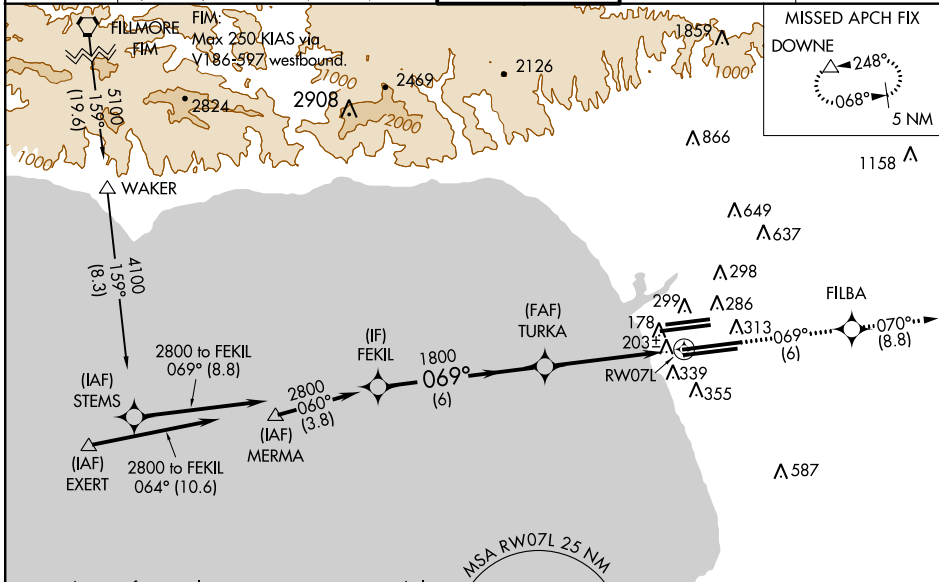 FILLMORE
FIM
FIM:
Max 250 KIAS via
V186-597 westbound.
1000
2469
2126
1859
1000
MISSED APCH FIX
DOWNE
248°
068°
5 NM
5100
159°
(19.6)
2824
2908
2000
1000
866
1158
WAKER
649
637
4100
159°
(8.3)
298
299
286
FILBA
178
313
069°
(6)
070°
(8.8)
203±
RW07L
339
355
(FAF)
TURKA
(IF)
FEKIL
1800
069°
(6)
2800 to FEKIL
069° (8.8)
(IAF)
STEMS
2800
060°
(3.8)
(IAF)
MERMA
(IAF)
EXERT
2800 to FEKIL
064° (10.6)
587
MSA RW07L 25 NM